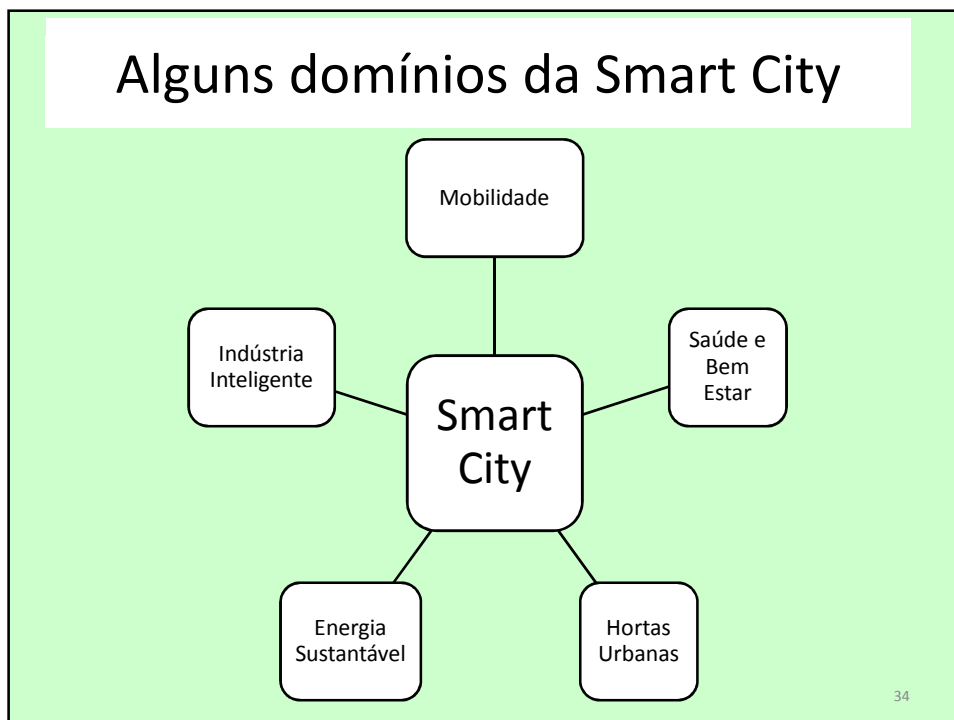 Alguns domínios da Smart City
Mobilidade
Indústria
Inteligente
Saúde e
Bem
Estar
Smart
City
Energia
Sustantável
Hortas
Urbanas
34